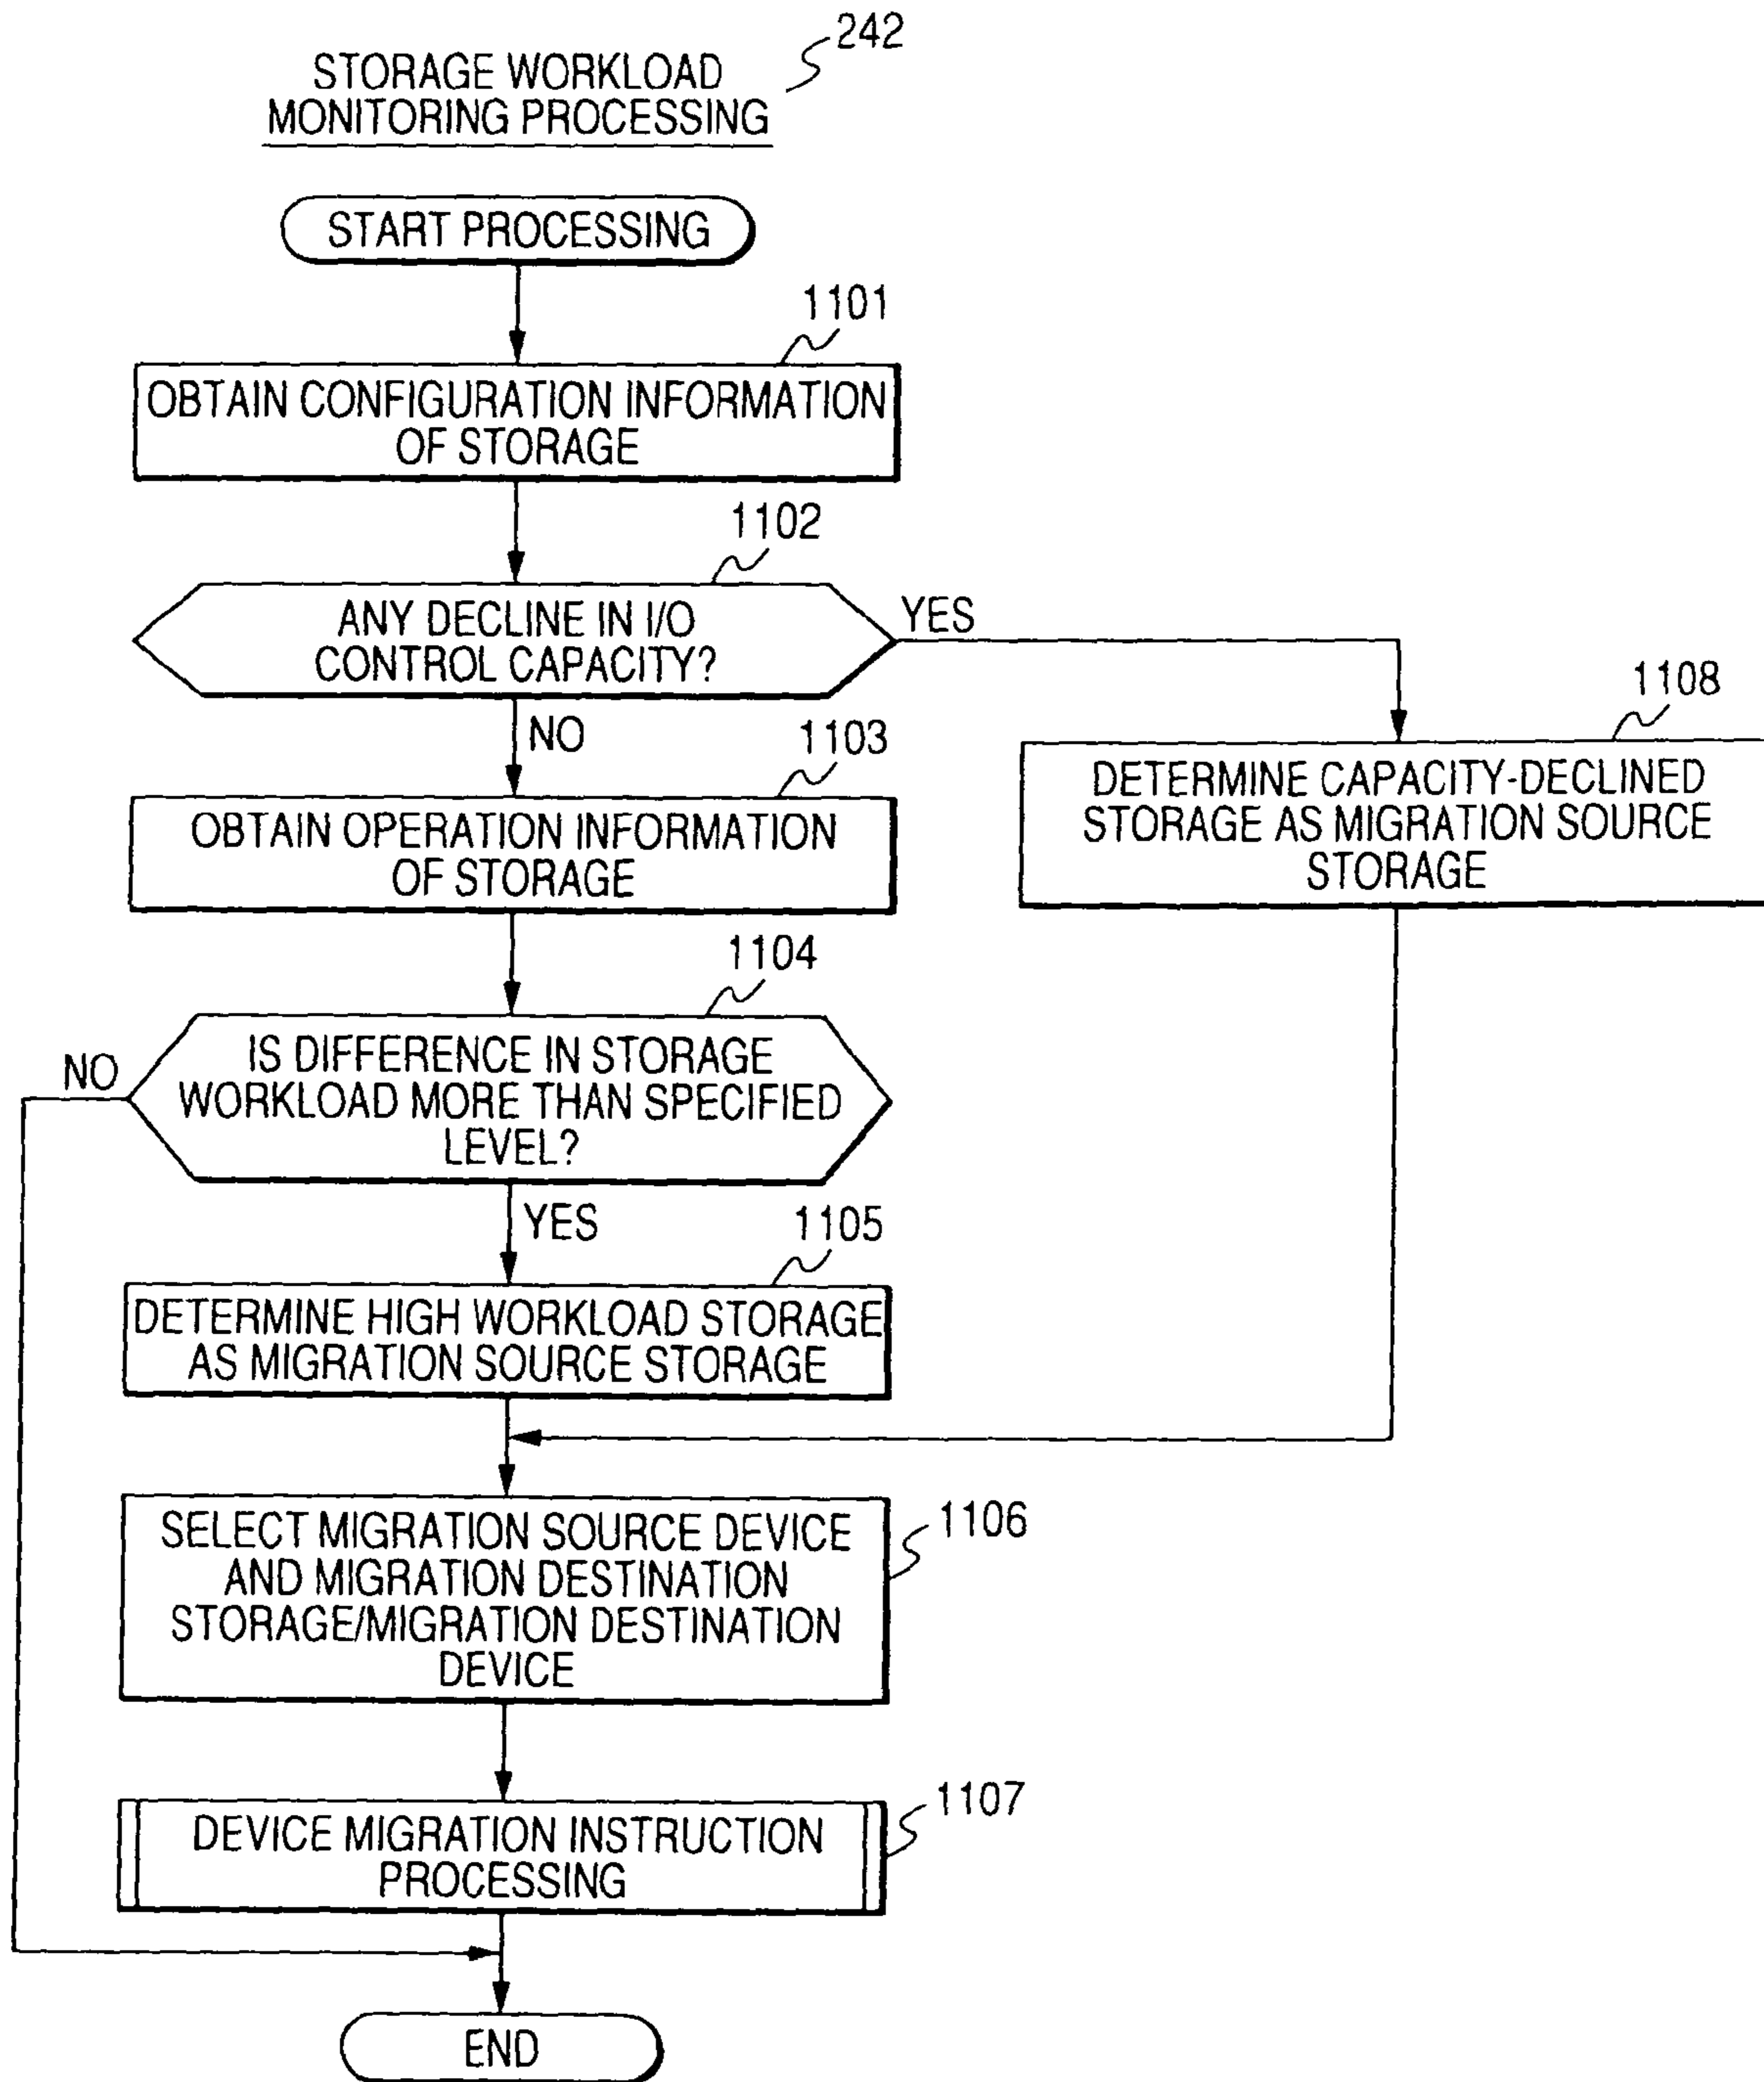 242
STORAGE WORKLOAD
MONITORING PROCESSING
START PROCESSING
1101
OBTAIN CONFIGURATION INFORMATION
OF STORAGE
1102
ANY DECLINE IN I/O
CONTROL CAPACITY?
YES
NO
1108
DETERMINE CAPACITY-DECLINED
STORAGE AS MIGRATION SOURCE
STORAGE
1103
OBTAIN OPERATION INFORMATION
OF STORAGE
1104
IS DIFFERENCE IN STORAGE
WORKLOAD MORE THAN SPECIFIED
LEVEL?
NO
YES
1105
DETERMINE HIGH WORKLOAD STORAGE
AS MIGRATION SOURCE STORAGE
1106
SELECT MIGRATION SOURCE DEVICE
AND MIGRATION DESTINATION
STORAGE/MIGRATION DESTINATION
DEVICE
1107
DEVICE MIGRATION INSTRUCTION
PROCESSING
END